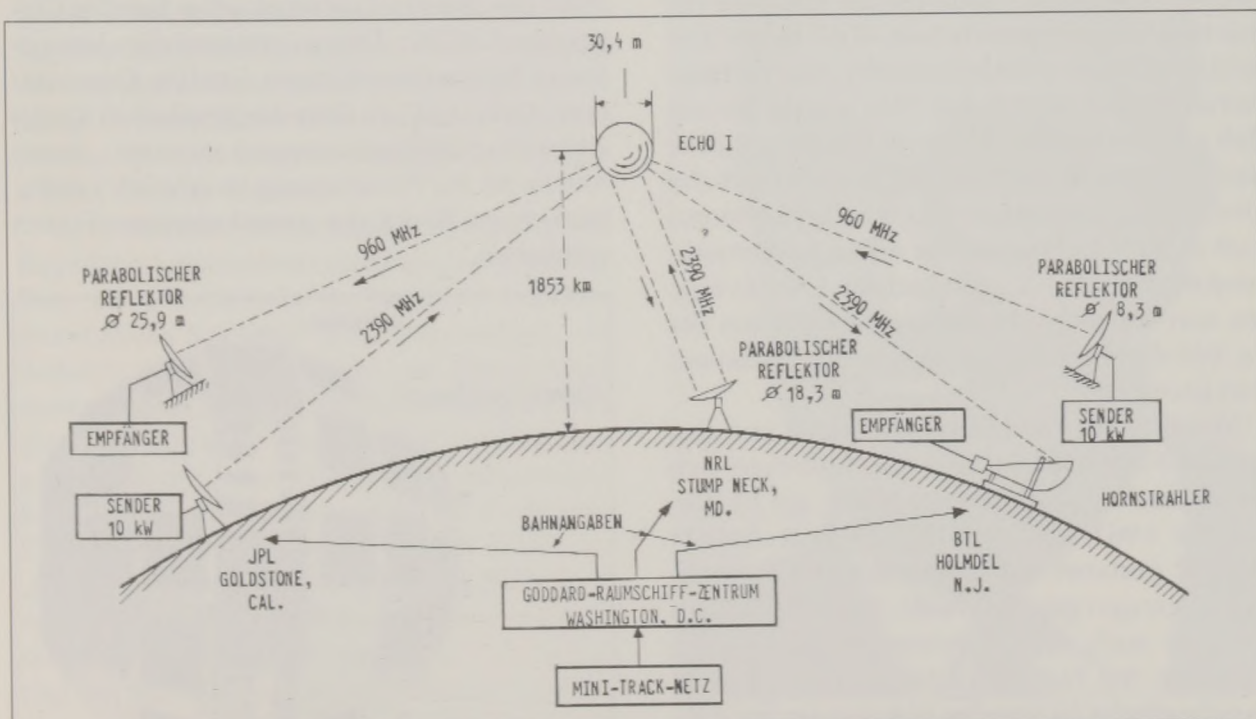 30,4 m
ECHO I
960 MHz
960 MHz
1853 km
2390 MHz
2390 MHz
2390 MHz
PARABOLISCHER
REFLEKTOR
Ø 25,9 m
PARABOLISCHER
REFLEKTOR
Ø 8,3 m
PARABOLISCHER
REFLEKTOR
Ø 18,3 m
EMPFÄNGER
SENDER
10 kW
EMPFÄNGER
SENDER
10 kW
HORNSTRAHLER
NRL
STUMP NECK,
MD.
BAHNANGABEN
JPL
GOLDSTONE,
CAL.
BTL
HOLMDEL
N.J.
GODDARD-RAUMSCHIFF-ZENTRUM
WASHINGTON, D.C.
MINI-TRACK-NETZ